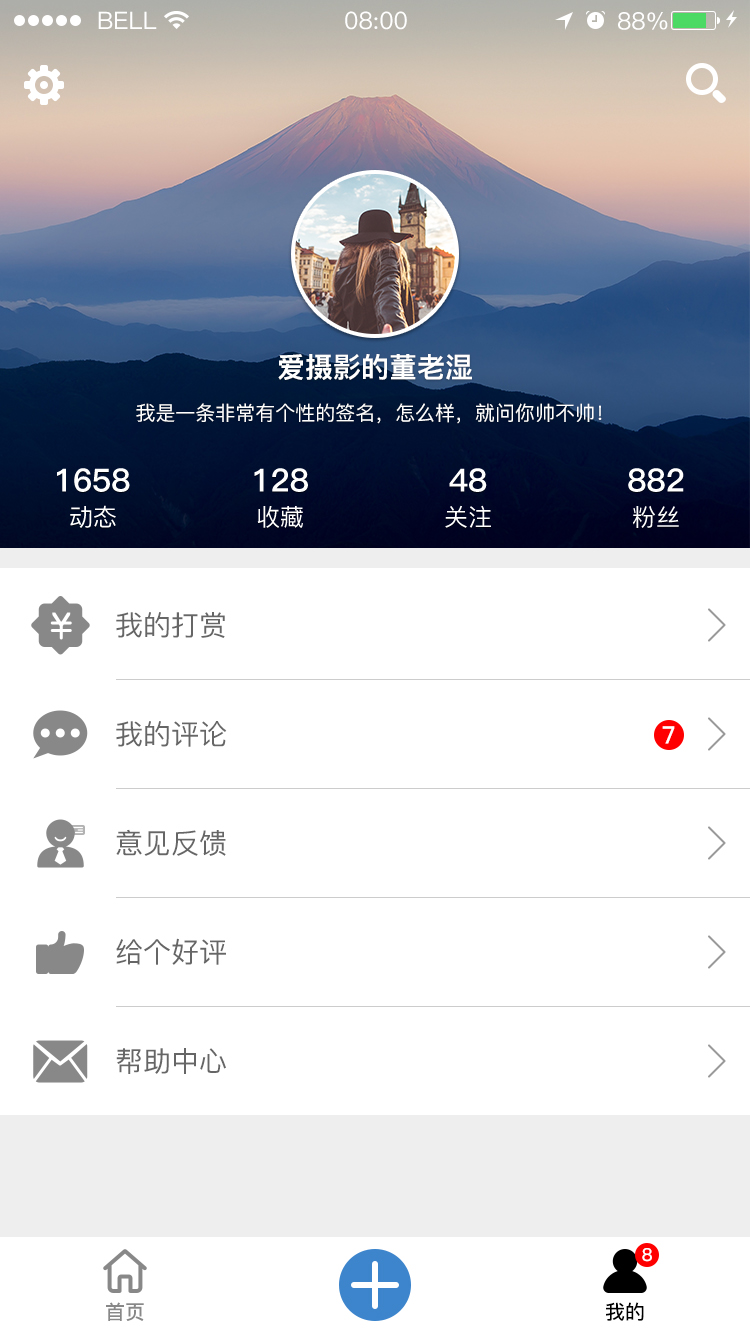 BELL 08:00 88%
爱摄影的董老湿
我是一条非常有个性的签名，怎么样，就问你帅不帅！
1658 128 48 882
动态 收藏 关注 粉丝
¥ 我的打赏
我的评论 7
意见反馈
给个好评
帮助中心
8
首页 我的